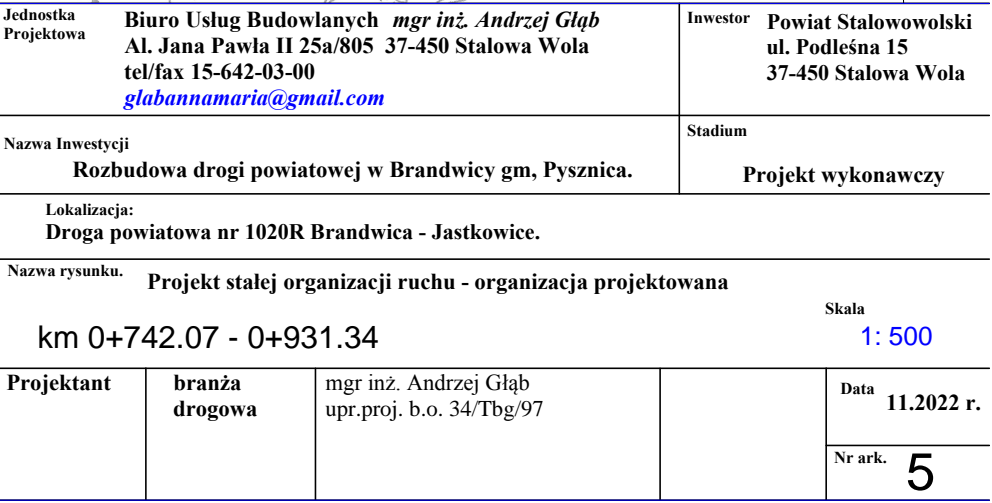 Jednostka
Projektowa
Biuro Usług Budowlanych mgr inż. Andrzej Głąb
Al. Jana Pawła II 25a/805 37-450 Stalowa Wola
tel/fax 15-642-03-00
glabannamaria@gmail.com
Inwestor
Powiat Stalowowolski
ul. Podleśna 15
37-450 Stalowa Wola
Nazwa Inwestycji
Rozbudowa drogi powiatowej w Brandwicy gm, Pysznica.
Stadium
Projekt wykonawczy
Lokalizacja:
Droga powiatowa nr 1020R Brandwica - Jastkowice.
Nazwa rysunku.
Projekt stałej organizacji ruchu - organizacja projektowana
km 0+742.07 - 0+931.34
Skala
1: 500
Projektant
branża
drogowa
mgr inż. Andrzej Głąb
upr.proj. b.o. 34/Tbg/97
Data
11.2022 r.
Nr ark.
5